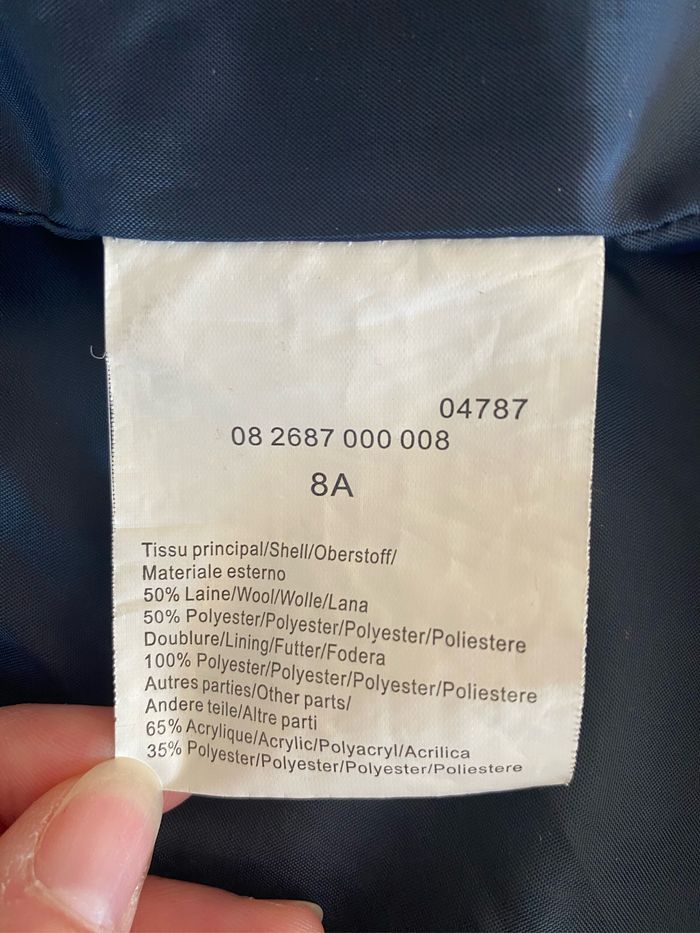 04787
08 2687 000 008
8A
Tissu principal/Shell/Oberstoff/
Materiale esterno
50% Laine/Wool/Wolle/Lana
50% Polyester/Polyester/Polyester/Poliestere
Doublure/Lining/Futter/Fodera
100% Polyester/Polyester/Polyester/Poliestere
Autres parties/Other parts/
Andere teile/Altre parti
65% Acrylique/Acrylic/Polyacryl/Acrilica
35% Polyester/Polyester/Polyester/Poliestere